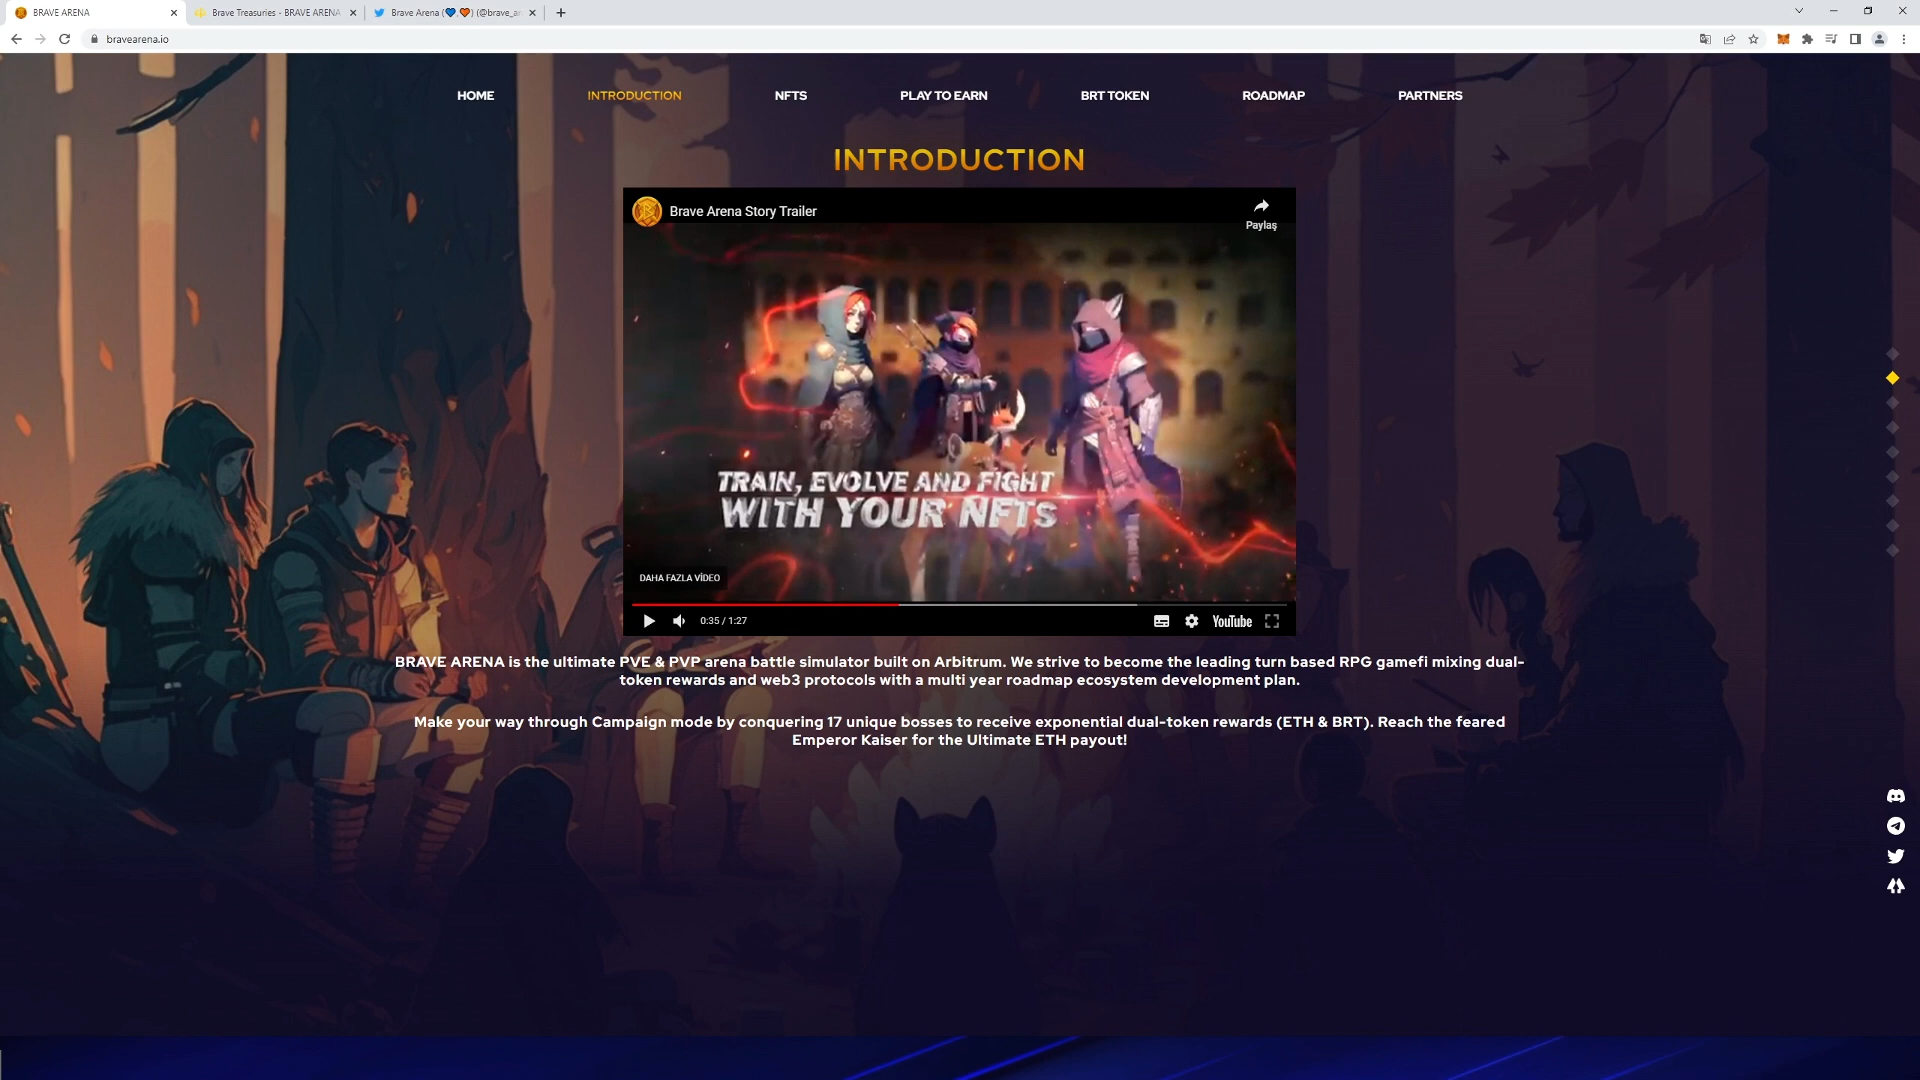 BRAVE ARENA
Brave Treasuries - BRAVE ARENA
Brave Arena (💙,🧡) (@brave_ar
bravearena.io
HOME
INTRODUCTION
NFTS
PLAY TO EARN
BRT TOKEN
ROADMAP
PARTNERS
INTRODUCTION
Brave Arena Story Trailer
Paylaş
TRAIN, EVOLVE AND FIGHT
WITH YOUR NFTs
DAHA FAZLA VİDEO
0:35 / 1:27
YouTube
BRAVE ARENA is the ultimate PVE & PVP arena battle simulator built on Arbitrum. We strive to become the leading turn based RPG gamefi mixing dual-
token rewards and web3 protocols with a multi year roadmap ecosystem development plan.
Make your way through Campaign mode by conquering 17 unique bosses to receive exponential dual-token rewards (ETH & BRT). Reach the feared
Emperor Kaiser for the Ultimate ETH payout!